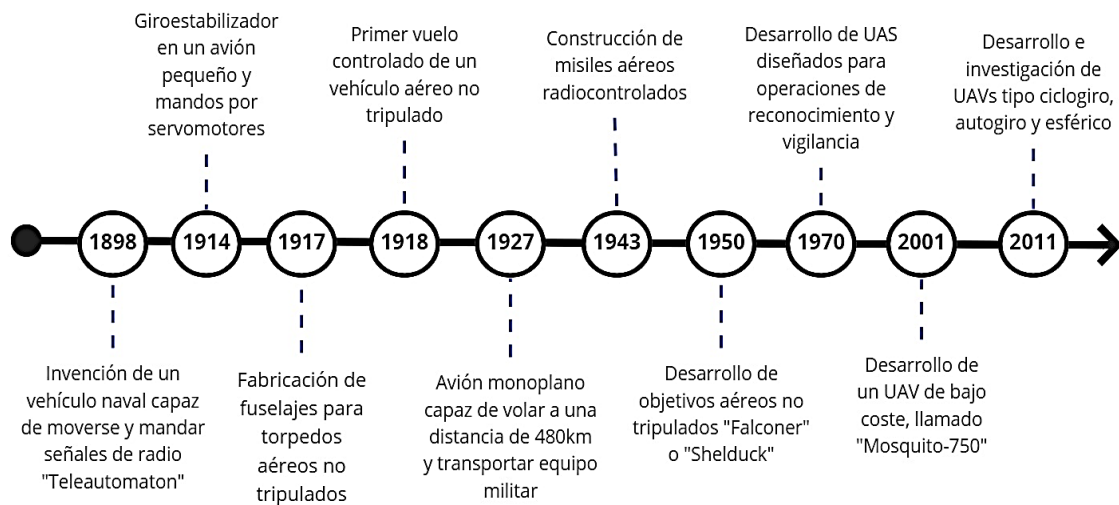 Giroestabilizador
en un avión
pequeño y
mandos por
servomotores
Primer vuelo
controlado de un
vehículo aéreo no
tripulado
Construcción de
misiles aéreos
radiocontrolados
Desarrollo de UAS
diseñados para
operaciones de
reconocimiento y
vigilancia
Desarrollo e
investigación de
UAVs tipo ciclogiro,
autogiro y esférico
1898
1914
1917
1918
1927
1943
1950
1970
2001
2011
Invención de un
vehículo naval capaz
de moverse y mandar
señales de radio
"Teleautomaton"
Fabricación de
fuselajes para
torpedos
aéreos no
tripulados
Avión monoplano
capaz de volar a una
distancia de 480km
y transportar equipo
militar
Desarrollo de
objetivos aéreos no
tripulados "Falconer"
o "Shelduck"
Desarrollo de
un UAV de bajo
coste, llamado
"Mosquito-750"